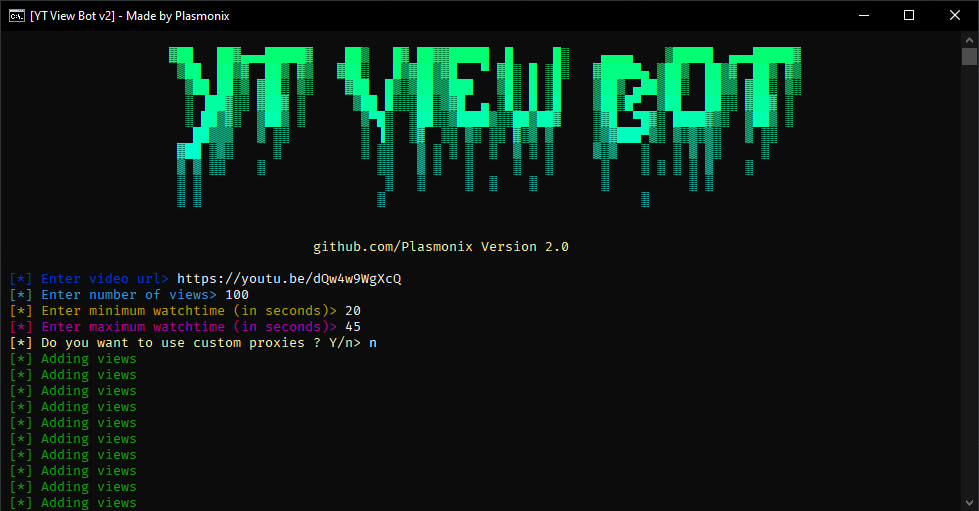 [YT View Bot v2] - Made by Plasmonix
YT VIEW BOT
github.com/Plasmonix Version 2.0
[*] Enter video url> https://youtu.be/dQw4w9WgXcQ
[*] Enter number of views> 100
[*] Enter minimum watchtime (in seconds)> 20
[*] Enter maximum watchtime (in seconds)> 45
[*] Do you want to use custom proxies ? Y/n> n
[*] Adding views
[*] Adding views
[*] Adding views
[*] Adding views
[*] Adding views
[*] Adding views
[*] Adding views
[*] Adding views
[*] Adding views
[*] Adding views